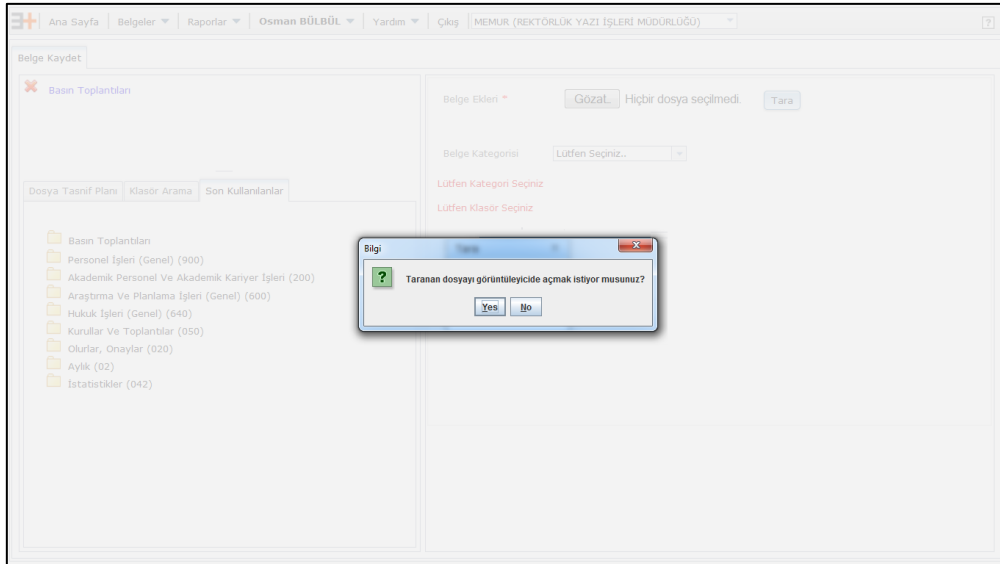 Ana Sayfa Belgeler Raporlar Osman BÜLBÜL Yardım Çıkış MEMUR (REKTÖRLÜK YAZI İŞLERİ MÜDÜRLÜĞÜ) ?
Belge Kaydet
Basın Toplantıları
Belge Ekleri * Gözat.. Hiçbir dosya seçilmedi. Tara
Belge Kategorisi Lütfen Seçiniz..
Lütfen Kategori Seçiniz
Lütfen Klasör Seçiniz
Dosya Tasnif Planı Klasör Arama Son Kullanılanlar
Basın Toplantıları
Personel İşleri (Genel) (900)
Akademik Personel Ve Akademik Kariyer İşleri (200)
Araştırma Ve Planlama İşleri (Genel) (600)
Hukuk İşleri (Genel) (640)
Kurullar Ve Toplantılar (050)
Olurlar, Onaylar (020)
Aylık (02)
İstatistikler (042)
Bilgi Tara
Taranan dosyayı görüntüleyicide açmak istiyor musunuz?
Yes No